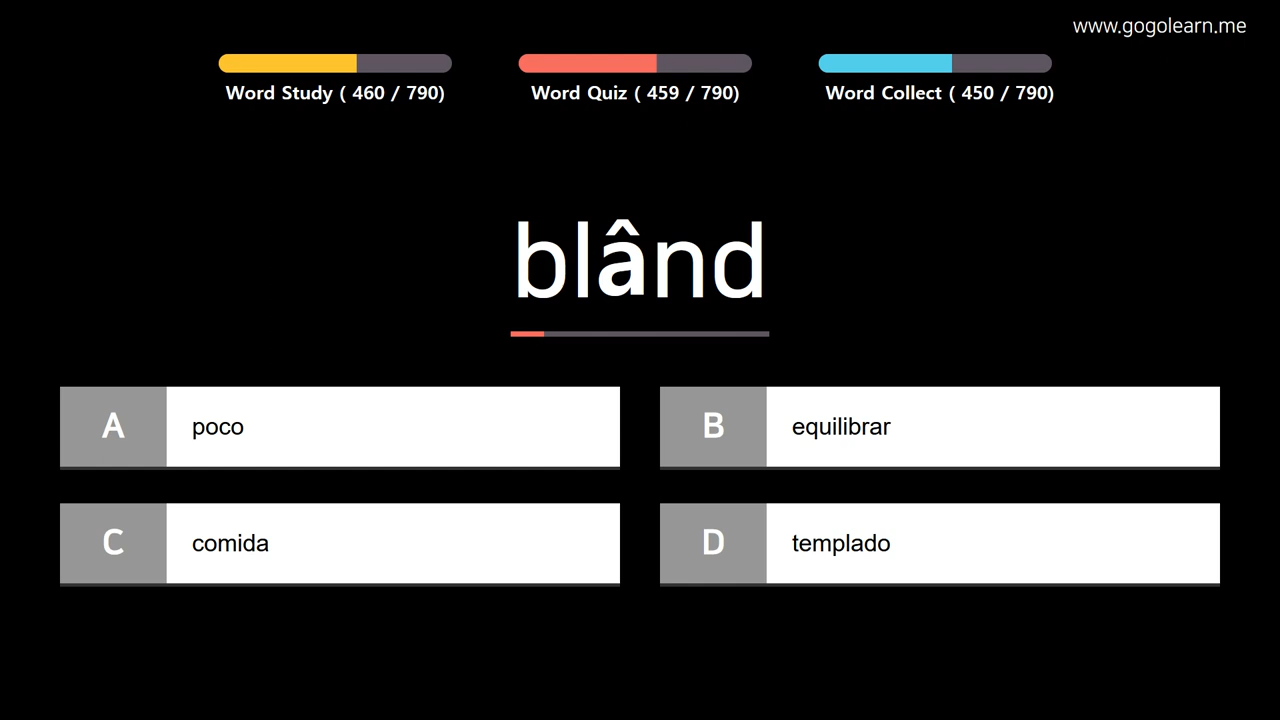 www.gogolearn.me
Word Study ( 460 / 790)
Word Quiz ( 459 / 790)
Word Collect ( 450 / 790)
blând
A poco
B equilibrar
C comida
D templado